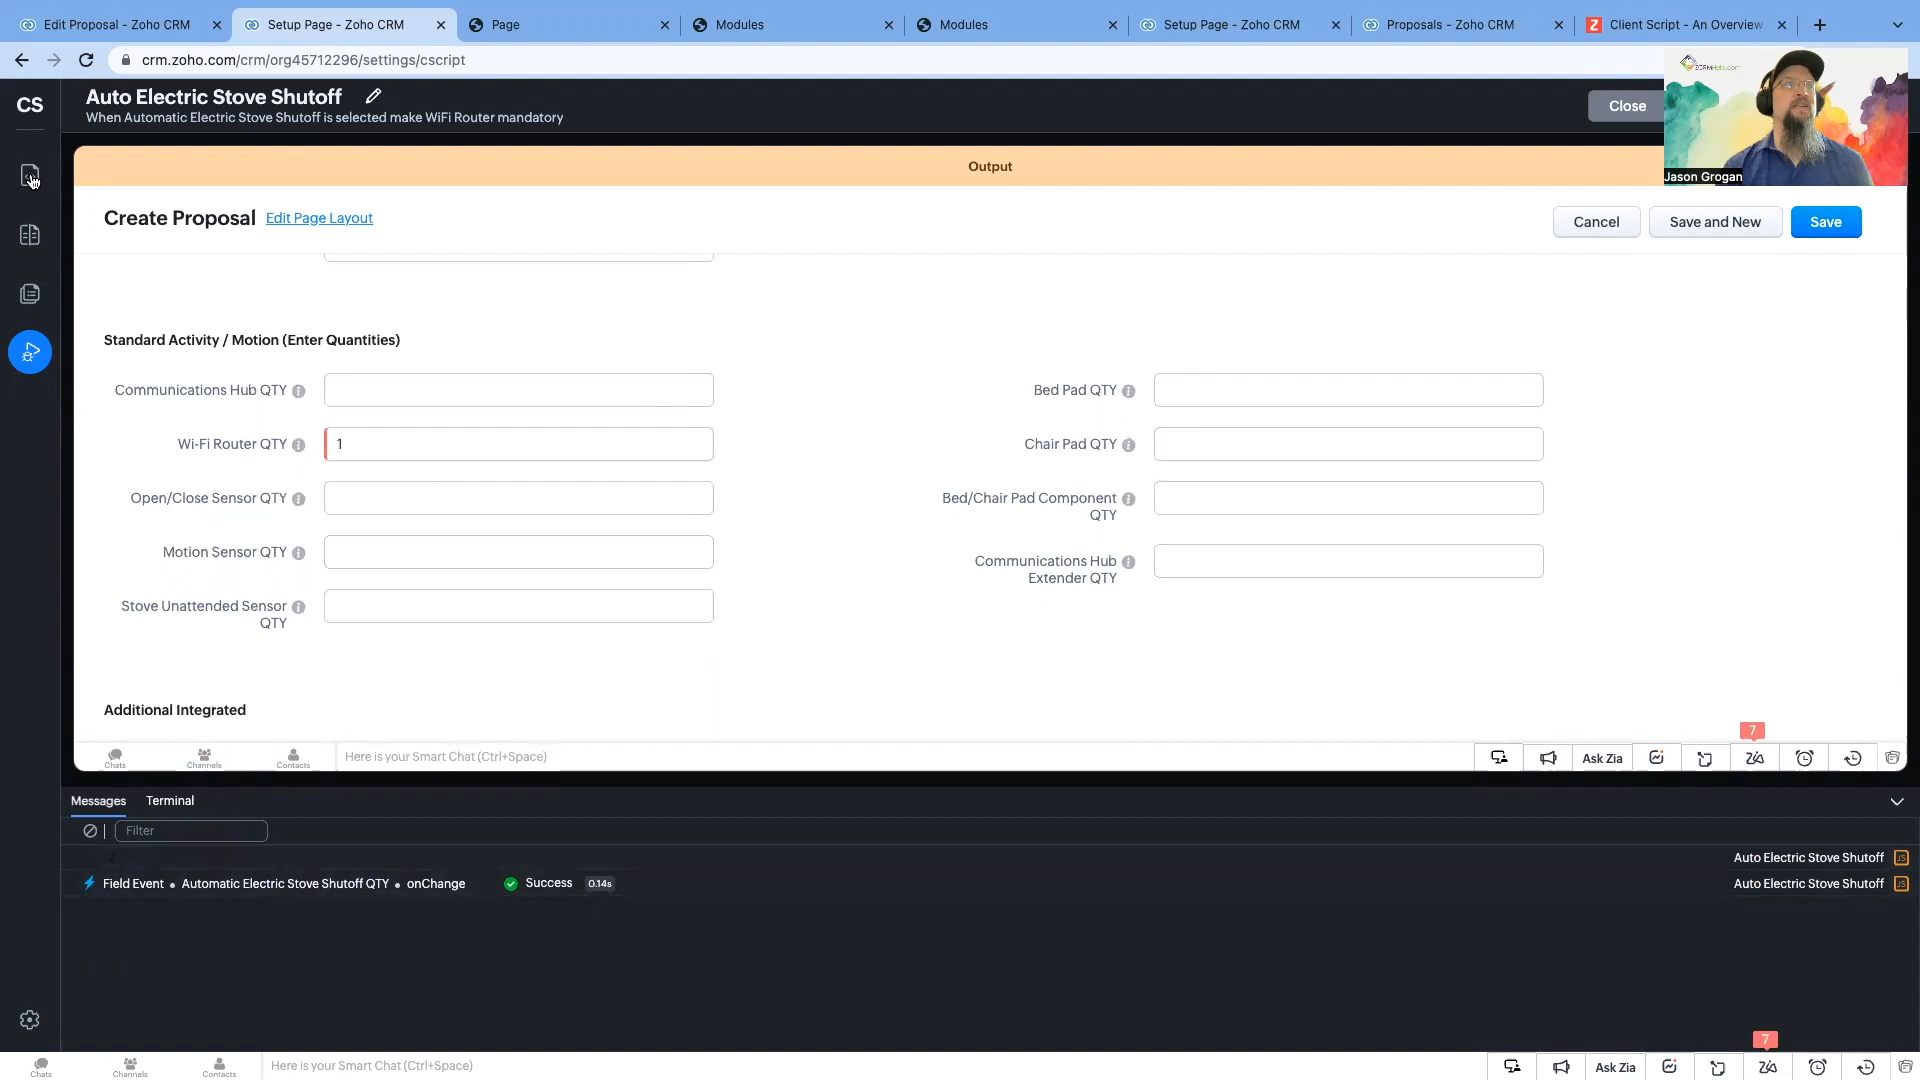 Edit Proposal - Zoho CRM
Setup Page - Zoho CRM
Page
Modules
Modules
Setup Page - Zoho CRM
Proposals - Zoho CRM
Z
Client Script - An Overview
crm.zoho.com/crm/org45712296/settings/cscript
CS
Auto Electric Stove Shutoff
When Automatic Electric Stove Shutoff is selected make WiFi Router mandatory
Close
Jason Grogan
Output
Create Proposal
Edit Page Layout
Cancel
Save and New
Save
Standard Activity / Motion (Enter Quantities)
Communications Hub QTY
Bed Pad QTY
Wi-Fi Router QTY
1
Chair Pad QTY
Open/Close Sensor QTY
Bed/Chair Pad Component
QTY
Motion Sensor QTY
Communications Hub
Extender QTY
Stove Unattended Sensor
QTY
Additional Integrated
7
Chats
Channels
Contacts
Here is your Smart Chat (Ctrl+Space)
Ask Zia
Messages
Terminal
Filter
2
Auto Electric Stove Shutoff
JS
Field Event • Automatic Electric Stove Shutoff QTY • onChange
Success
0.14s
Auto Electric Stove Shutoff
JS
7
Chats
Channels
Contacts
Here is your Smart Chat (Ctrl+Space)
Ask Zia